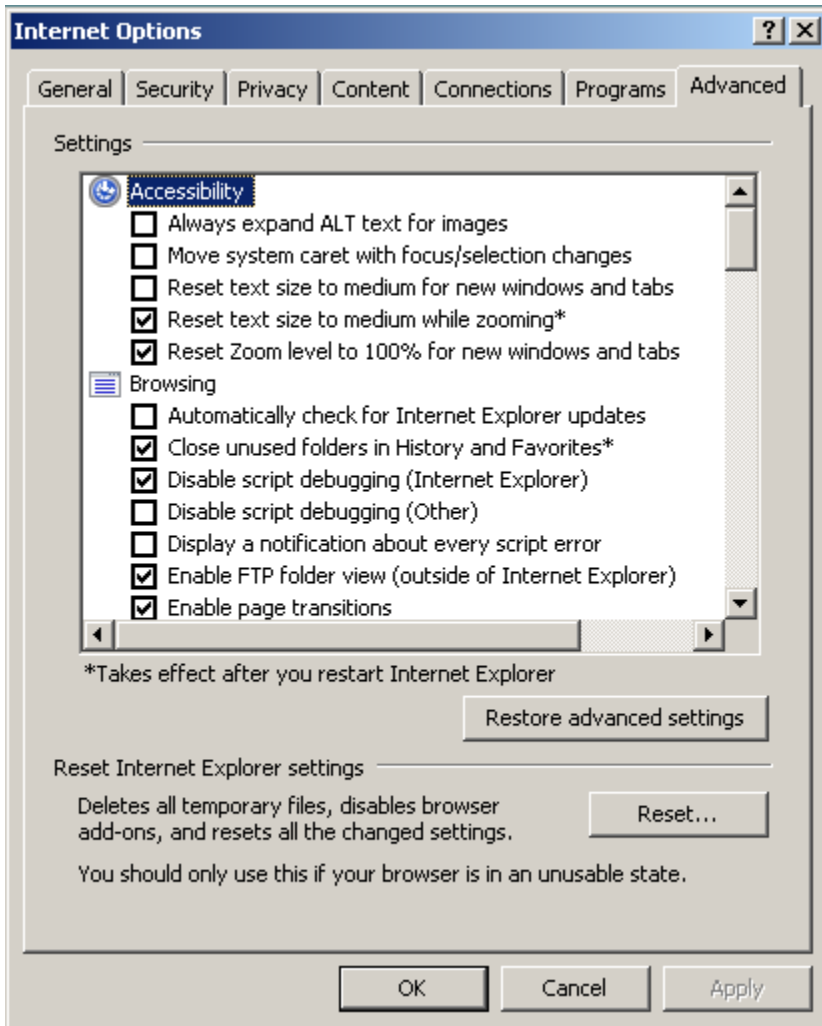 Internet Options
General Security Privacy Content Connections Programs Advanced
Settings
Accessibility
Always expand ALT text for images
Move system caret with focus/selection changes
Reset text size to medium for new windows and tabs
Reset text size to medium while zooming*
Reset Zoom level to 100% for new windows and tabs
Browsing
Automatically check for Internet Explorer updates
Close unused folders in History and Favorites*
Disable script debugging (Internet Explorer)
Disable script debugging (Other)
Display a notification about every script error
Enable FTP folder view (outside of Internet Explorer)
Enable page transitions
*Takes effect after you restart Internet Explorer
Restore advanced settings
Reset Internet Explorer settings
Deletes all temporary files, disables browser
add-ons, and resets all the changed settings.
Reset...
You should only use this if your browser is in an unusable state.
OK Cancel Apply